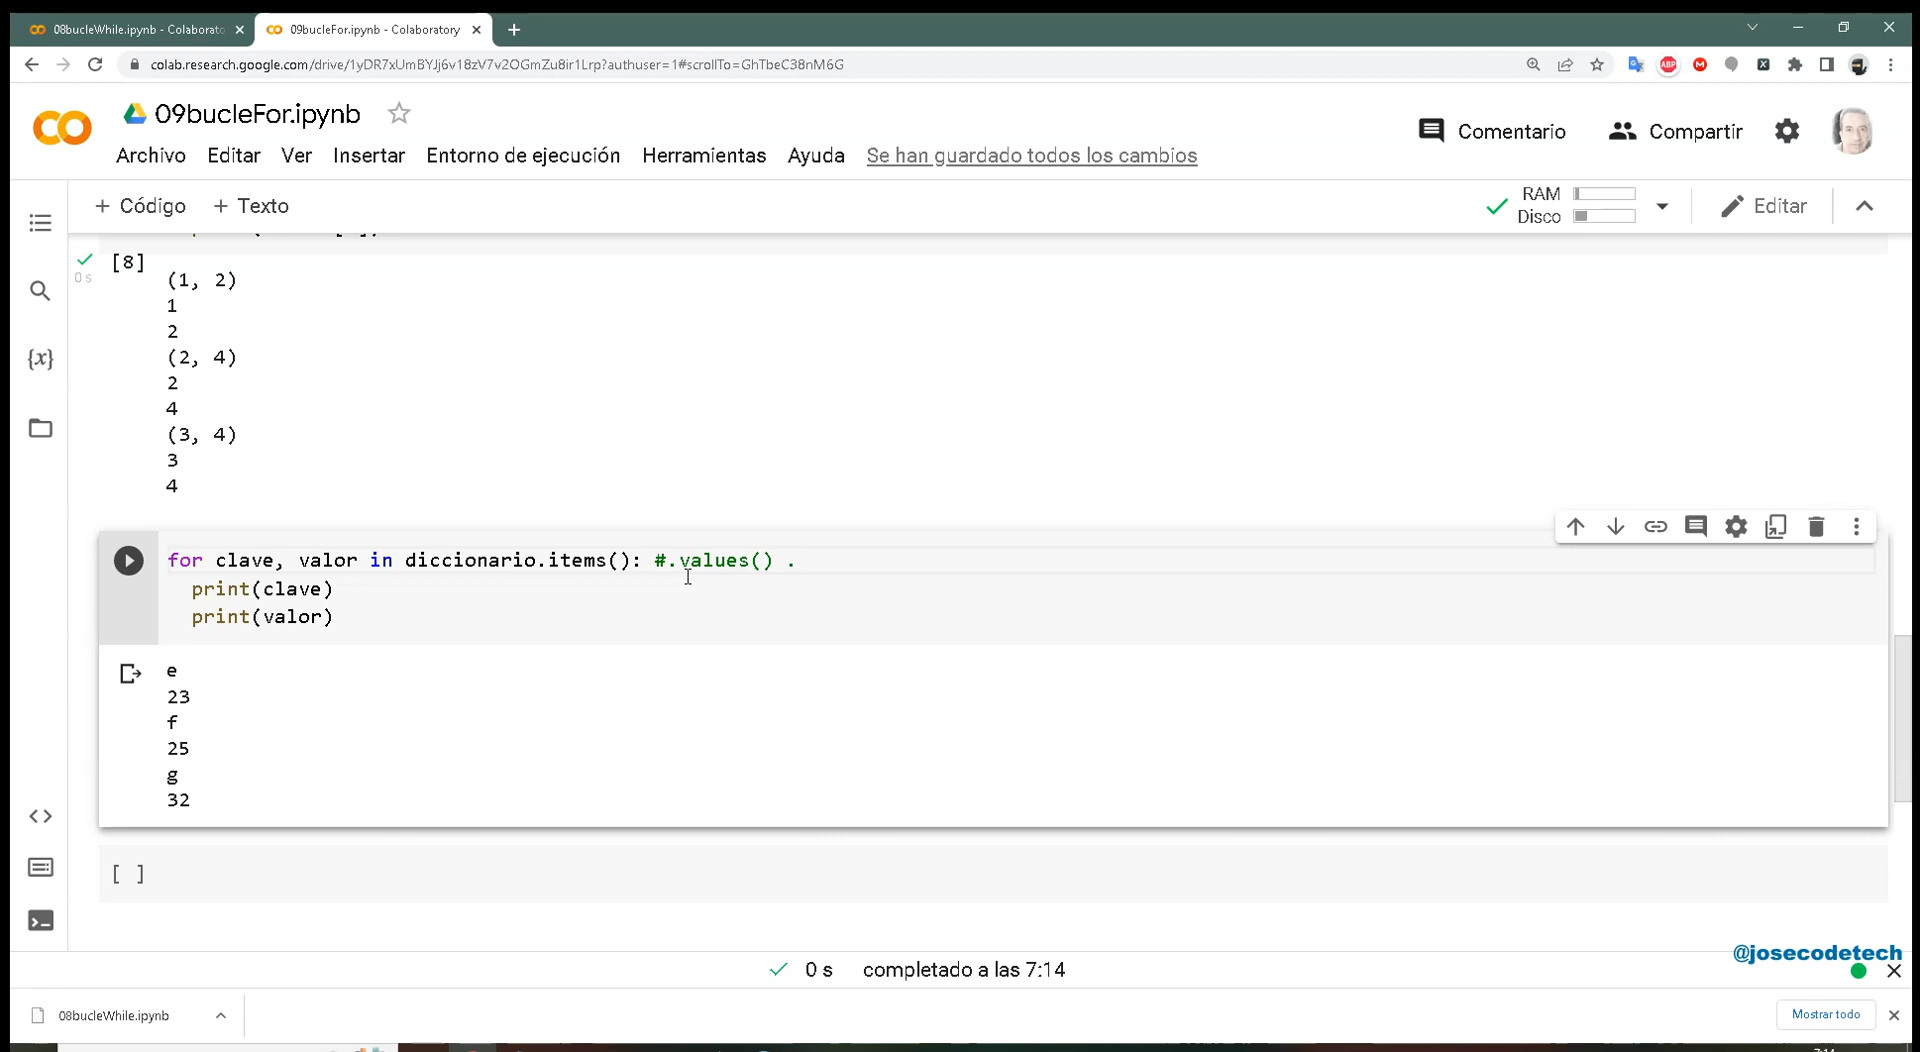 08bucleWhile.ipynb - Colaborato
09bucleFor.ipynb - Colaboratory
colab.research.google.com/drive/1yDR7xUmBYJj6v18zV7v2OGmZu8ir1Lrp?authuser=1#scrollTo=GhTbeC38nM6G
09bucleFor.ipynb
Comentario
Compartir
Archivo Editar Ver Insertar Entorno de ejecución Herramientas Ayuda Se han guardado todos los cambios
+ Código + Texto
RAM
Disco
Editar
[8]
0 s
(1, 2)
1
2
(2, 4)
2
4
(3, 4)
3
4
for clave, valor in diccionario.items(): #.values() .
print(clave)
print(valor)
e
23
f
25
g
32
[ ]
@josecodetech
0 s completado a las 7:14
08bucleWhile.ipynb
Mostrar todo